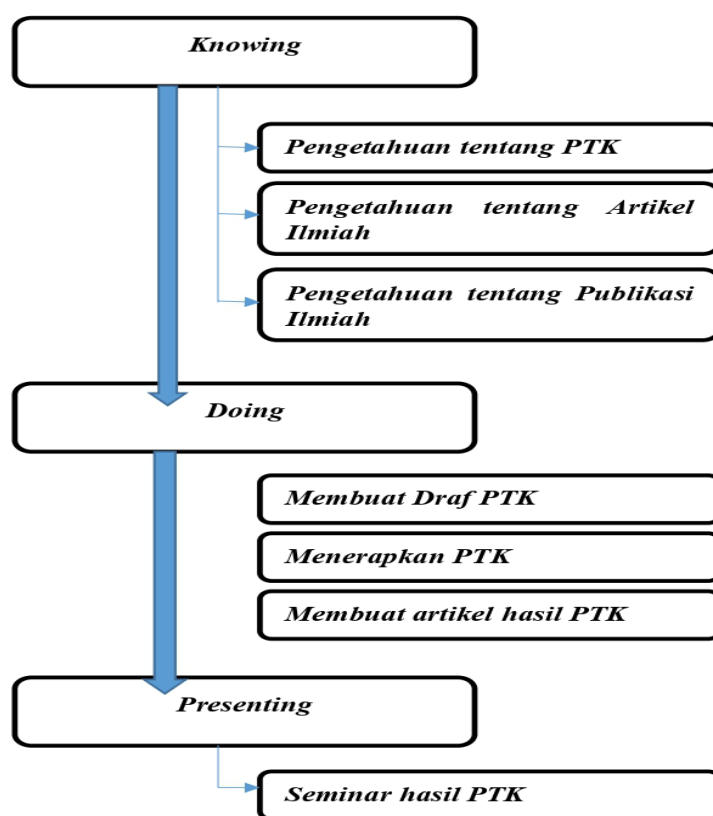 Knowing
Pengetahuan tentang PTK
Pengetahuan tentang Artikel
Ilmiah
Pengetahuan tentang Publikasi
Ilmiah
Doing
Membuat Draf PTK
Menerapkan PTK
Membuat artikel hasil PTK
Presenting
Seminar hasil PTK